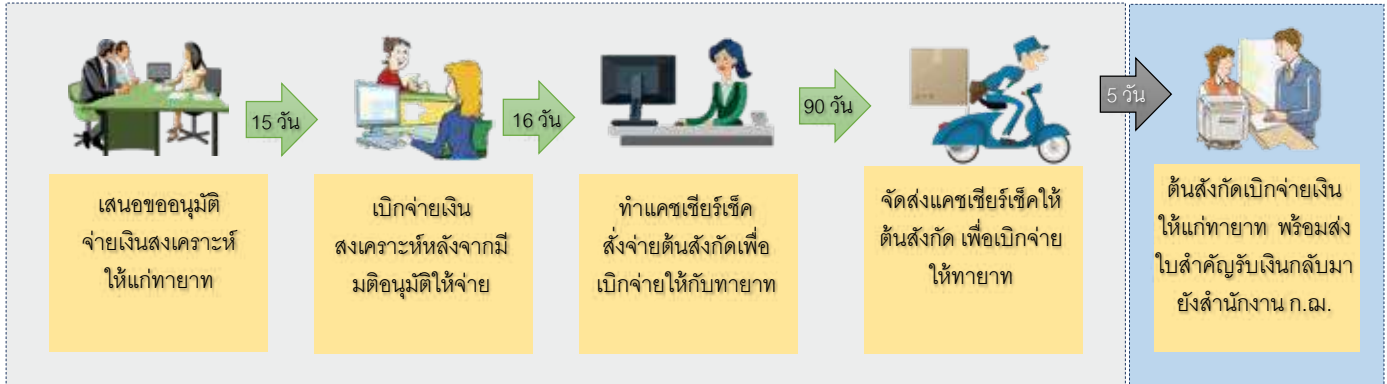 15 วัน
16 วัน
90 วัน
5 วัน
เสนอขออนุมัติ
จ่ายเงินสงเคราะห์
ให้แก่ทายาท
เบิกจ่ายเงิน
สงเคราะห์หลังจากมี
มติอนุมัติให้จ่าย
ทำแคชเชียร์เช็ค
สั่งจ่ายต้นสังกัดเพื่อ
เบิกจ่ายให้กับทายาท
จัดส่งแคชเชียร์เช็คให้
ต้นสังกัด เพื่อเบิกจ่าย
ให้ทายาท
ต้นสังกัดเบิกจ่ายเงิน
ให้แก่ทายาท พร้อมส่ง
ใบสำคัญรับเงินกลับมา
ยังสำนักงาน ก.ฌ.